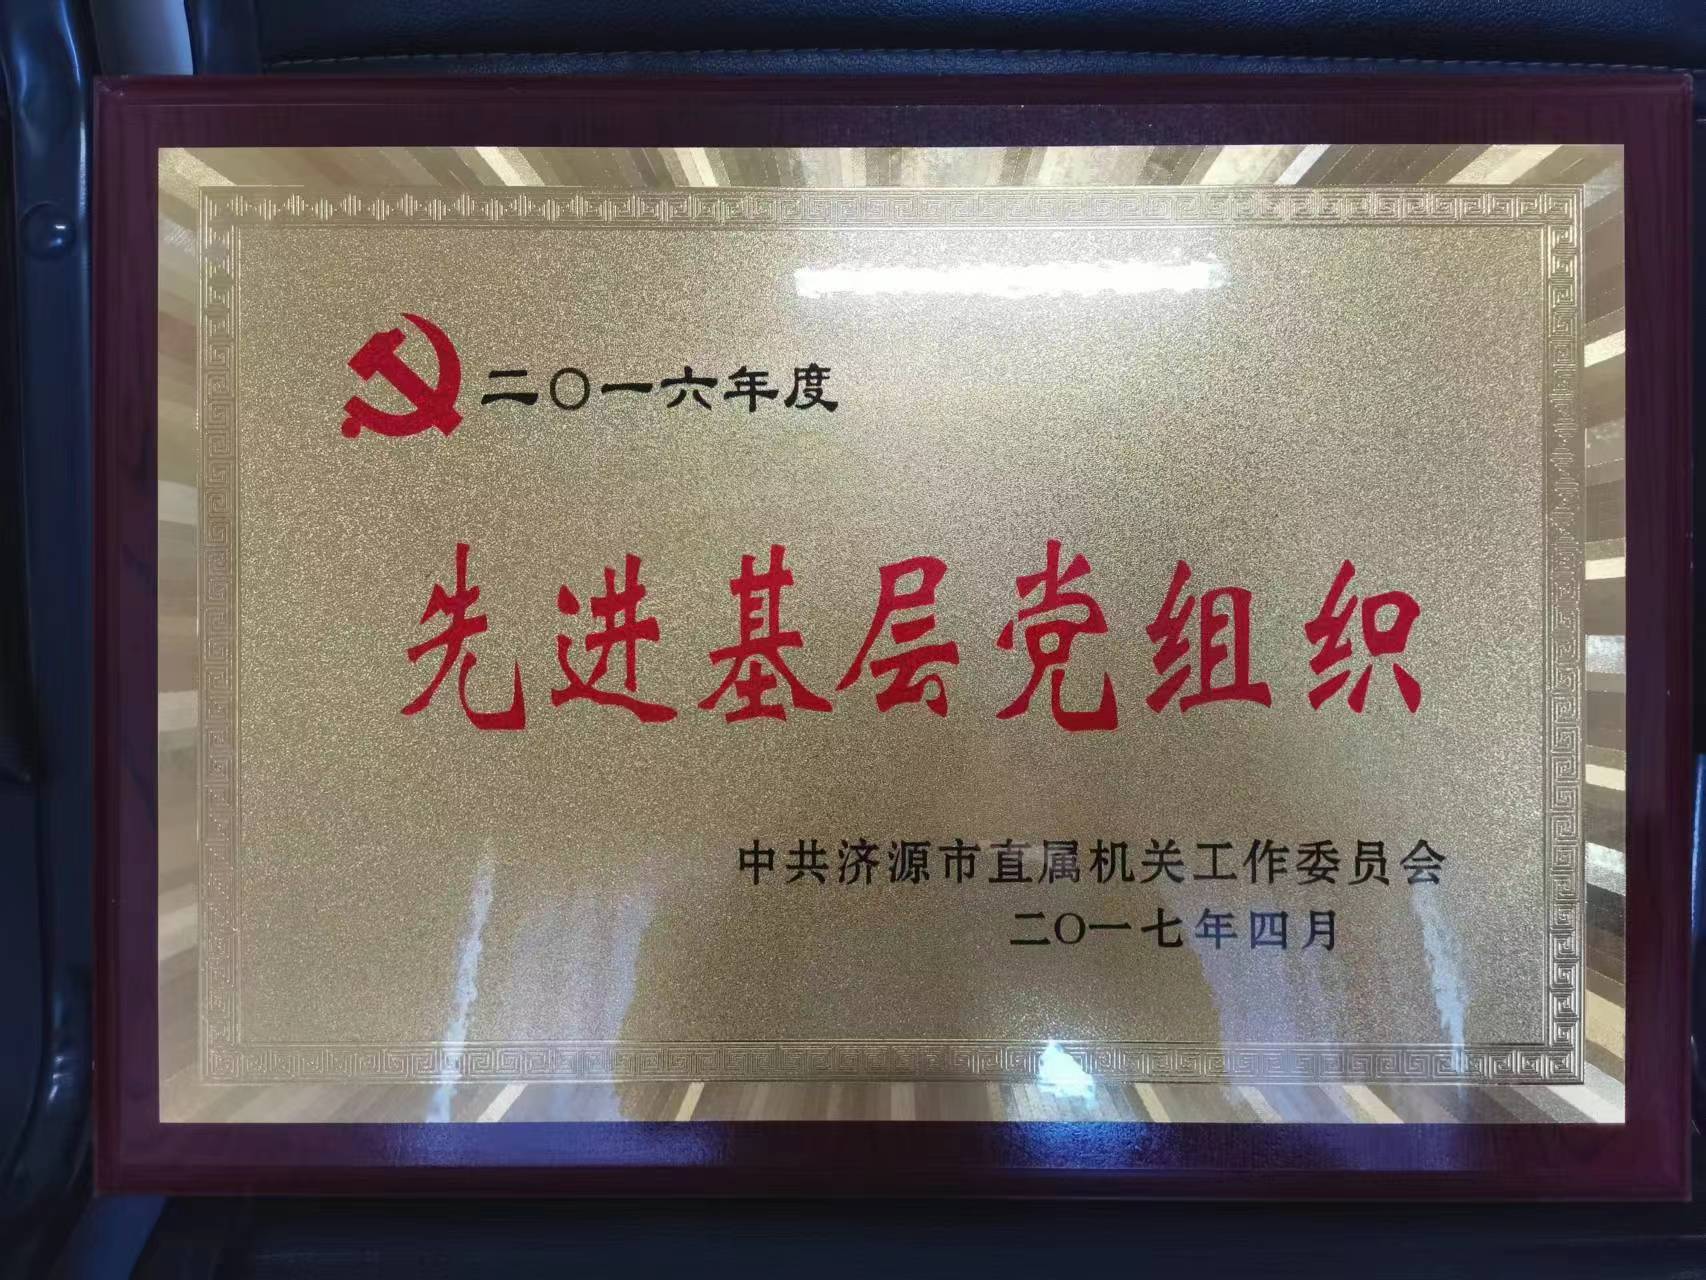 二〇一六年度
先进基层党组织
中共济源市直属机关工作委员会
二〇一七年四月